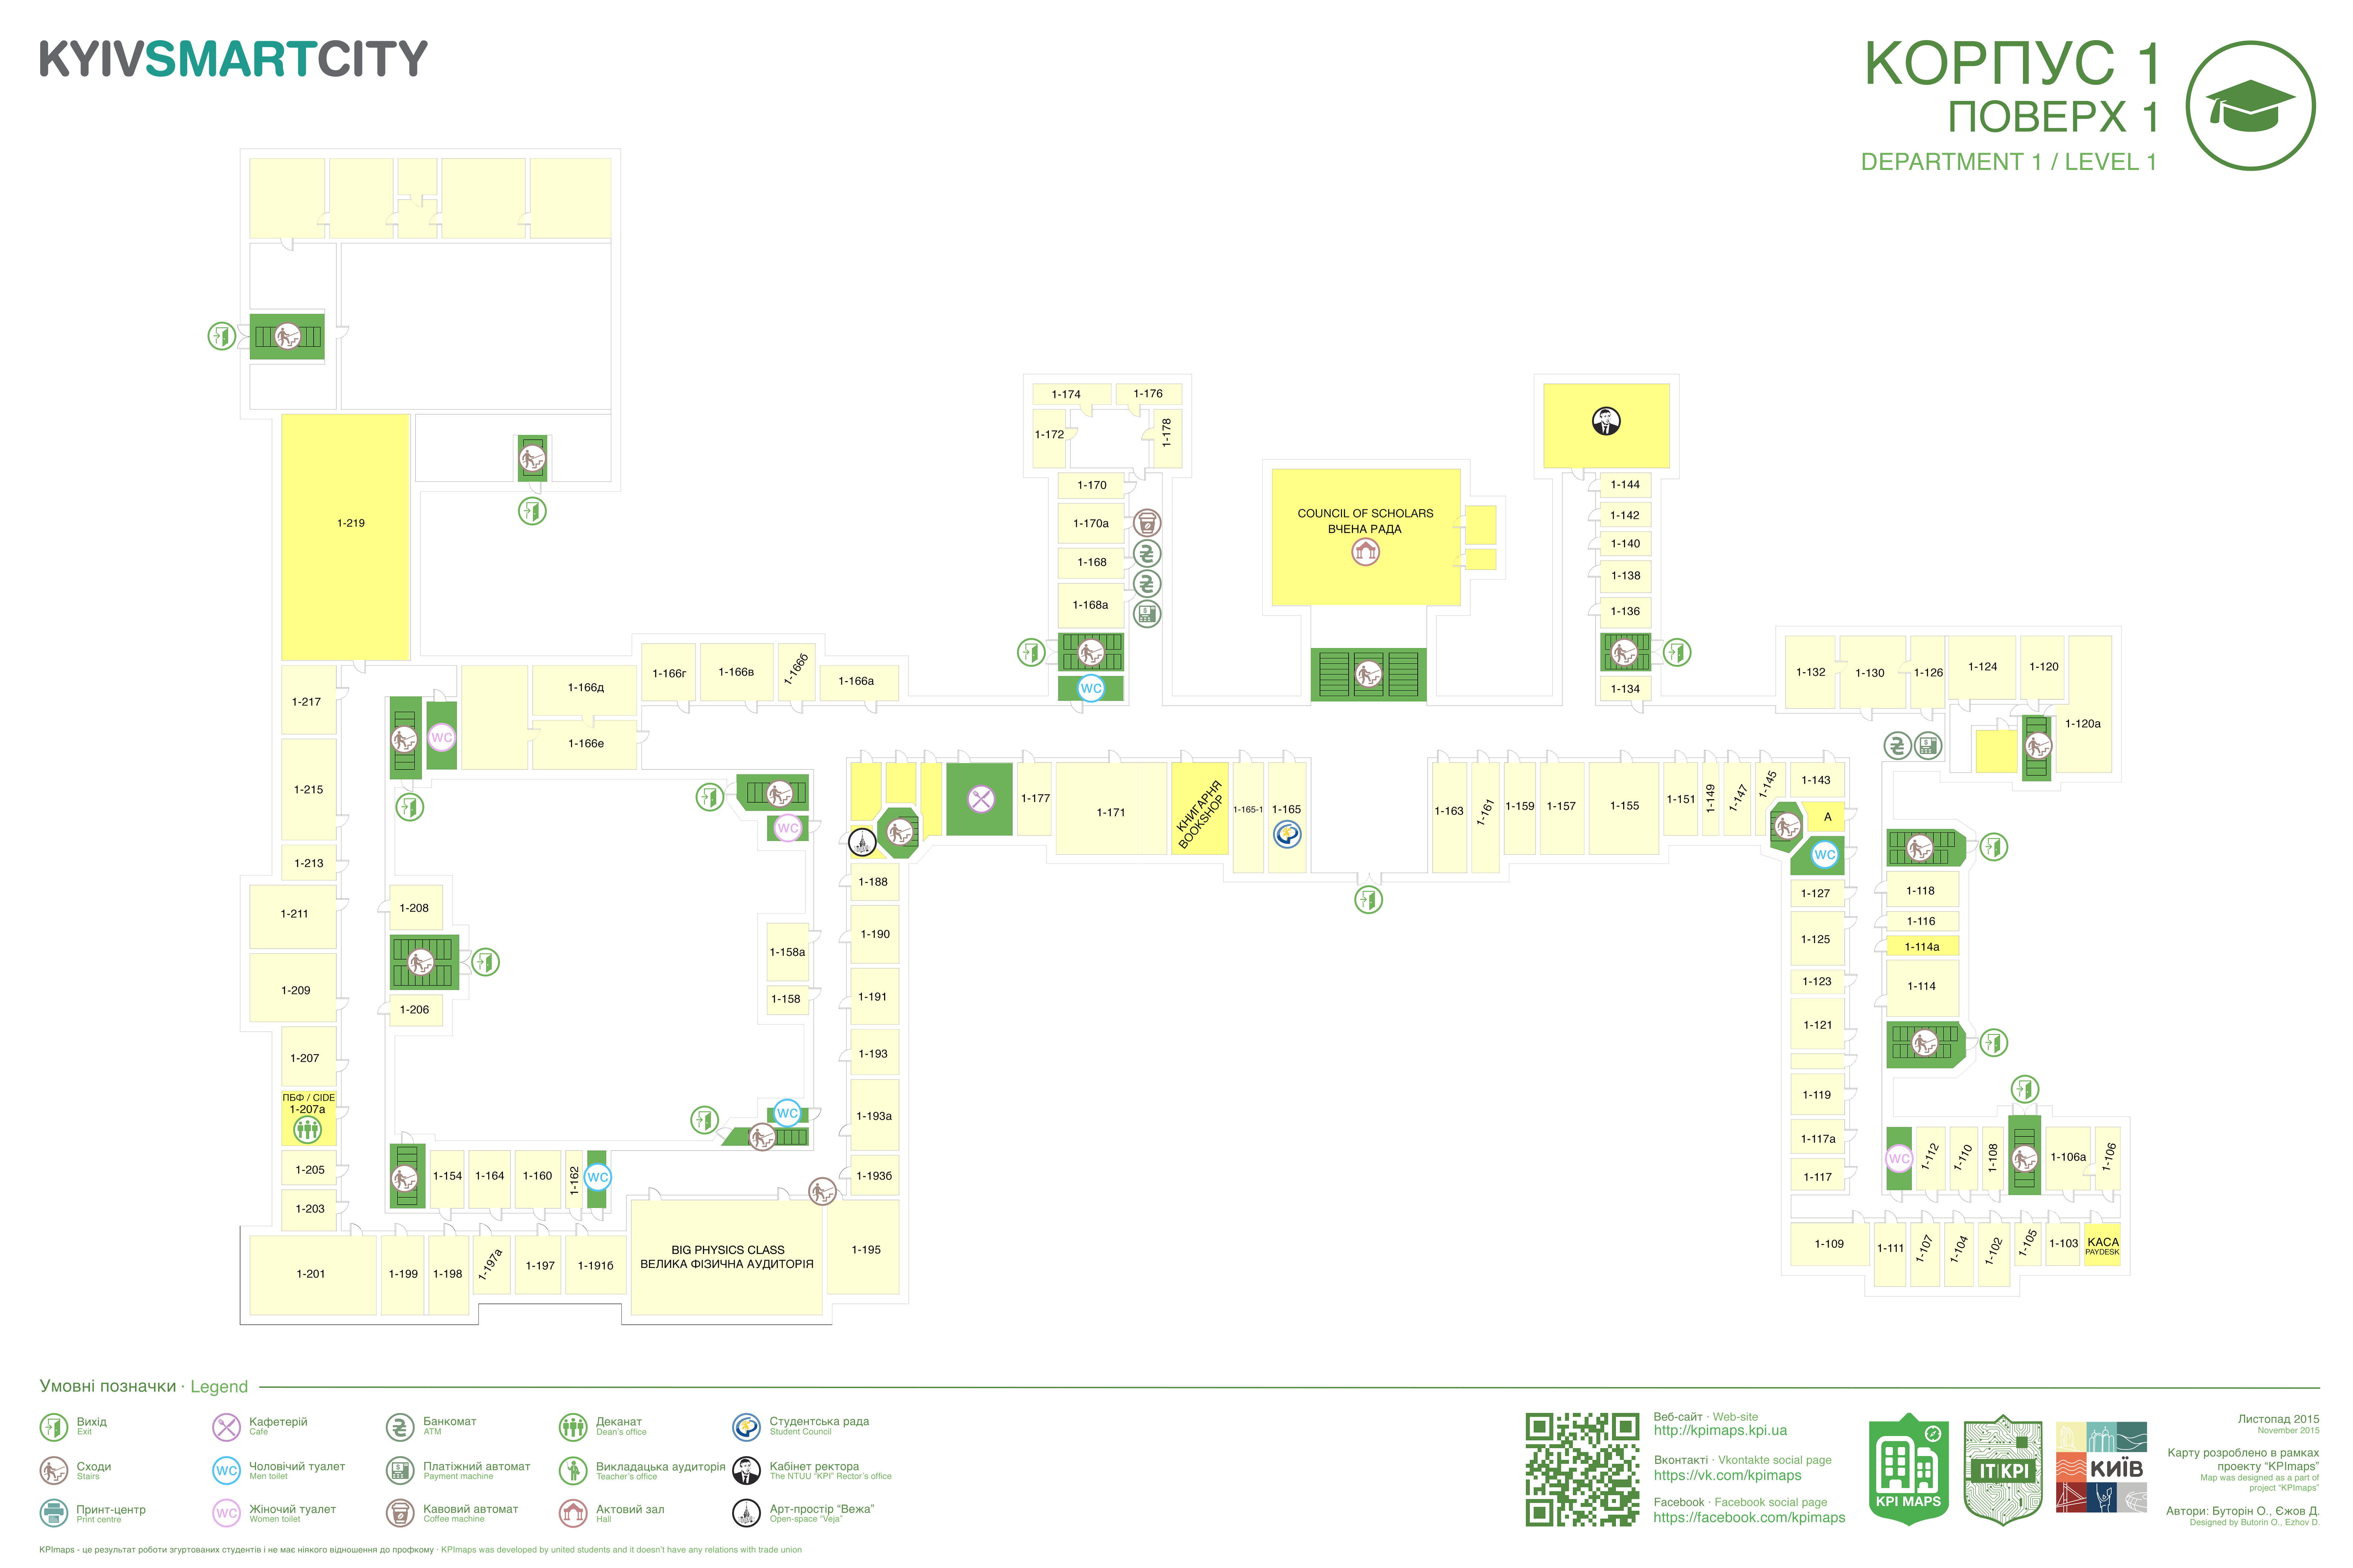 KYIVSMARTCITY
КОРПУС 1
ПОВЕРХ 1
DEPARTMENT 1 / LEVEL 1
1-174
1-176
1-172
1-178
1-170
1-170a
1-168
1-168a
WC
COUNCIL OF SCHOLARS
ВЧЕНА РАДА
1-144
1-142
1-140
1-138
1-136
1-134
1-219
1-217
1-215
1-213
1-211
1-209
1-207
ПБФ / CIDE
1-207a
1-205
1-203
1-201
WC
1-166д
1-166е
1-166г
1-166в
1-166б
1-166а
1-208
1-206
WC
1-158a
1-158
WC
1-154
1-164
1-160
1-162
WC
1-199
1-198
1-197a
1-197
1-191б
BIG PHYSICS CLASS
ВЕЛИКА ФІЗИЧНА АУДИТОРІЯ
1-195
1-188
1-190
1-191
1-193
1-193a
1-193б
1-177
1-171
КНИГАРНЯ
BOOKSHOP
1-165-1
1-165
1-163
1-161
1-159
1-157
1-155
1-151
1-149
1-147
1-145
1-143
A
WC
1-132
1-130
1-126
1-124
1-120
1-120a
1-127
1-125
1-123
1-121
1-119
1-117a
1-117
1-118
1-116
1-114a
1-114
WC
1-112
1-110
1-108
1-106a
1-106
1-109
1-111
1-107
1-104
1-102
1-105
1-103
КАСА
PAYDESK
Умовні позначки · Legend
Вихід
Exit
Сходи
Stairs
Принт-центр
Print centre
Кафетерій
Cafe
WC
Чоловічий туалет
Men toilet
WC
Жіночий туалет
Women toilet
Банкомат
ATM
Платіжний автомат
Payment machine
Кавовий автомат
Coffee machine
Деканат
Dean's office
Викладацька аудиторія
Teacher's office
Актовий зал
Hall
Студентська рада
Student Council
Кабінет ректора
The NTUU "KPI" Rector's office
Арт-простір "Вежа"
Open-space "Veja"
KPImaps - це результат роботи згуртованих студентів і не має ніякого відношення до профкому · KPImaps was developed by united students and it doesn't have any relations with trade union
Веб-сайт · Web-site
http://kpimaps.kpi.ua
Вконтакті · Vkontakte social page
https://vk.com/kpimaps
Facebook · Facebook social page
https://facebook.com/kpimaps
KPI MAPS
IT KPI
КИЇВ
Листопад 2015
November 2015
Карту розроблено в рамках
проекту "KPImaps"
Map was designed as a part of
project "KPImaps"
Автори: Буторін О., Єжов Д.
Designed by Butorin O., Ezhov D.